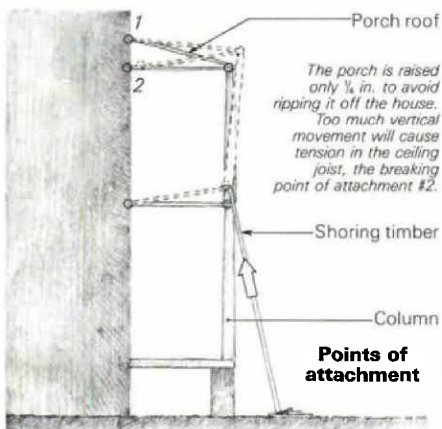 1
Porch roof
2
The porch is raised
only ¼ in. to avoid
ripping it off the house.
Too much vertical
movement will cause
tension in the ceiling
joist, the breaking
point of attachment #2.
Shoring timber
Column
Points of
attachment